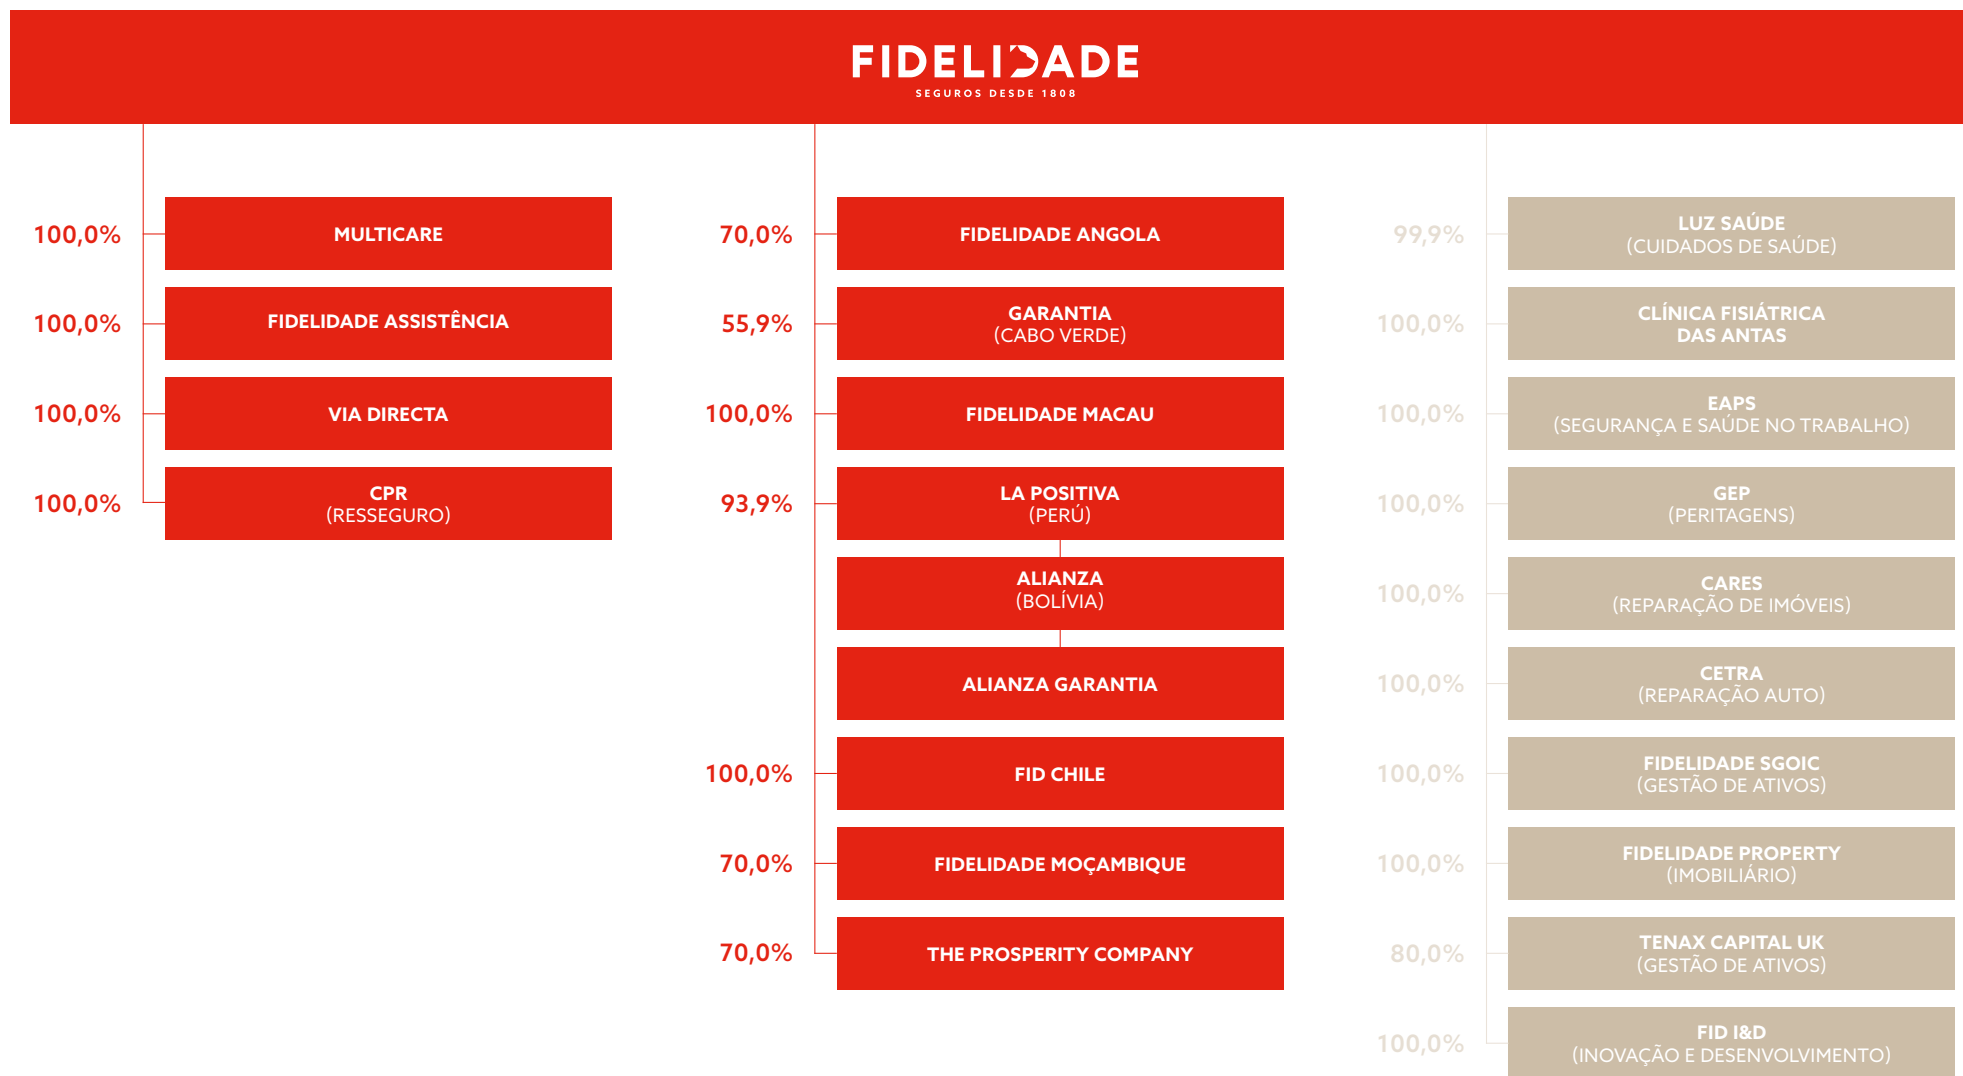 FIDELIDADE
SEGUROS DESDE 1808
100,0%
MULTICARE
100,0%
FIDELIDADE ASSISTÊNCIA
100,0%
VIA DIRECTA
100,0%
CPR
(RESSEGURO)
70,0%
FIDELIDADE ANGOLA
55,9%
GARANTIA
(CABO VERDE)
100,0%
FIDELIDADE MACAU
93,9%
LA POSITIVA
(PERÚ)
ALIANZA
(BOLÍVIA)
ALIANZA GARANTIA
100,0%
FID CHILE
70,0%
FIDELIDADE MOÇAMBIQUE
70,0%
THE PROSPERITY COMPANY
99,9%
LUZ SAÚDE
(CUIDADOS DE SAÚDE)
100,0%
CLÍNICA FISIÁTRICA
DAS ANTAS
100,0%
EAPS
(SEGURANÇA E SAÚDE NO TRABALHO)
100,0%
GEP
(PERITAGENS)
100,0%
CARES
(REPARAÇÃO DE IMÓVEIS)
100,0%
CETRA
(REPARAÇÃO AUTO)
100,0%
FIDELIDADE SGOIC
(GESTÃO DE ATIVOS)
100,0%
FIDELIDADE PROPERTY
(IMOBILIÁRIO)
80,0%
TENAX CAPITAL UK
(GESTÃO DE ATIVOS)
100,0%
FID I&D
(INOVAÇÃO E DESENVOLVIMENTO)